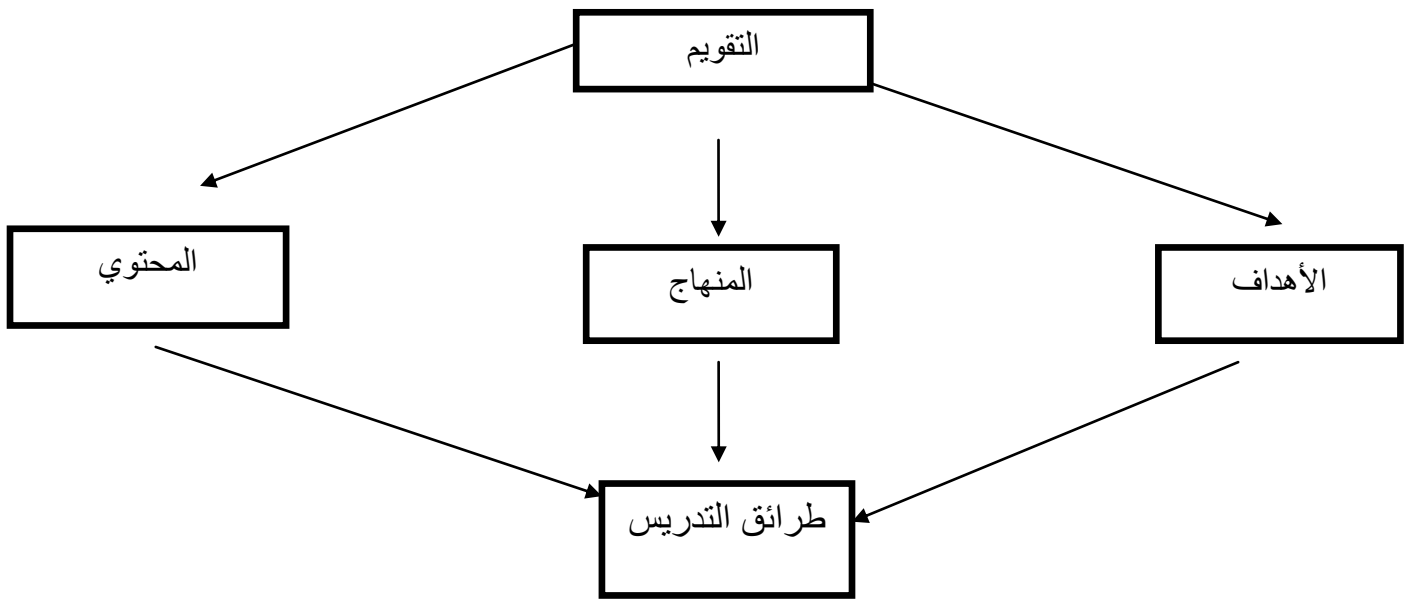 التقويم
الأهداف
المنهاج
المحتوي
طرائق التدريس